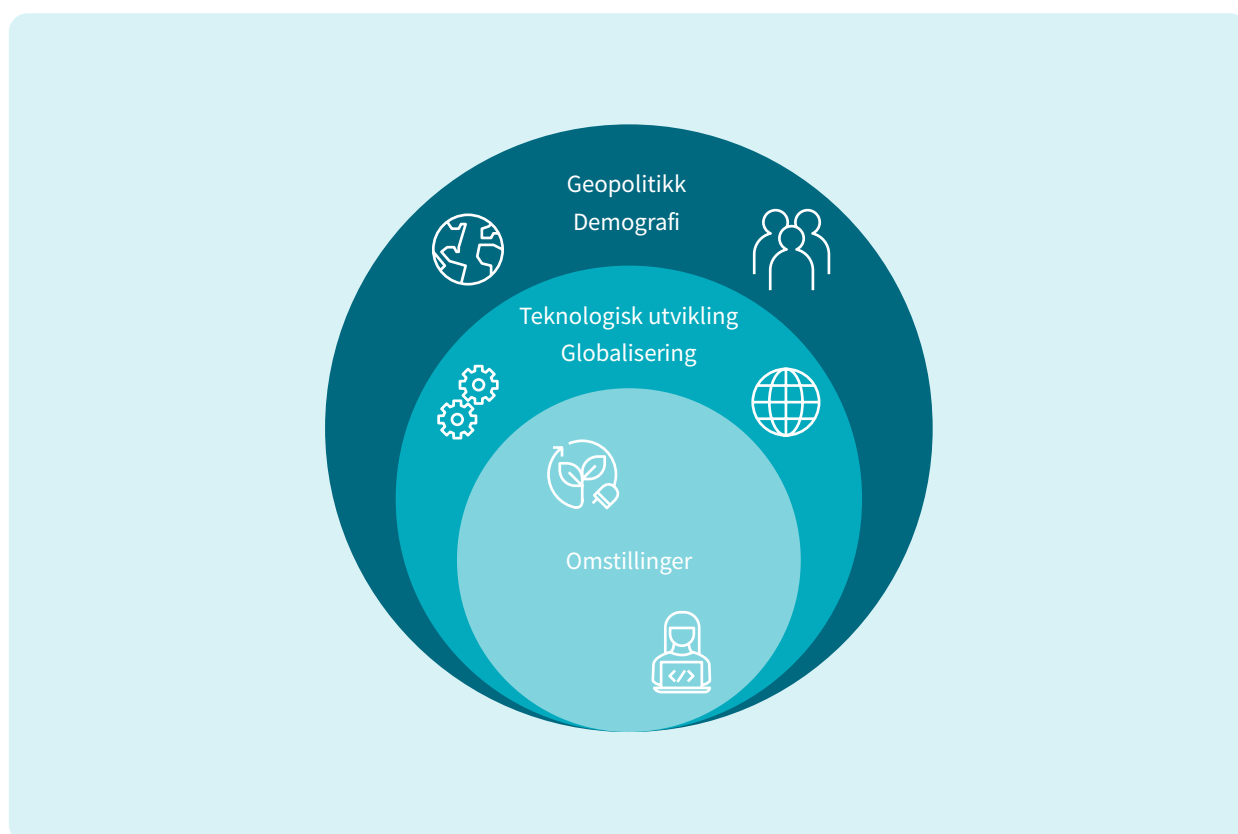 Geopolitikk
Demografi
Teknologisk utvikling
Globalisering
Omstillinger
</>